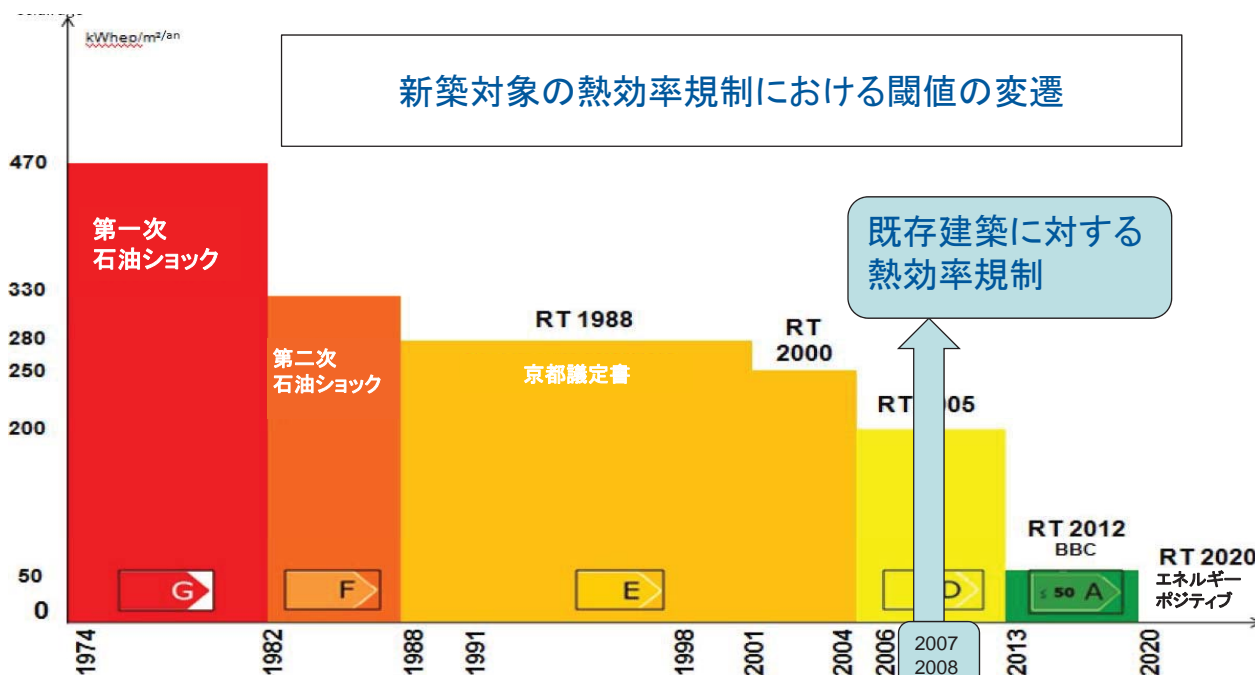 kWhep/m²/an
新築対象の熱効率規制における閾値の変遷
470
第一次
石油ショック
既存建築に対する
熱効率規制
330
280
250
200
50
0
第二次
石油ショック
RT 1988
京都議定書
RT
2000
RT 2012
BBC
RT 2020
エネルギー
ポジティブ
G
F
E
D
≤ 50 A
1974
1982
1988
1991
1998
2001
2004
2006
2007
2008
2013
2020